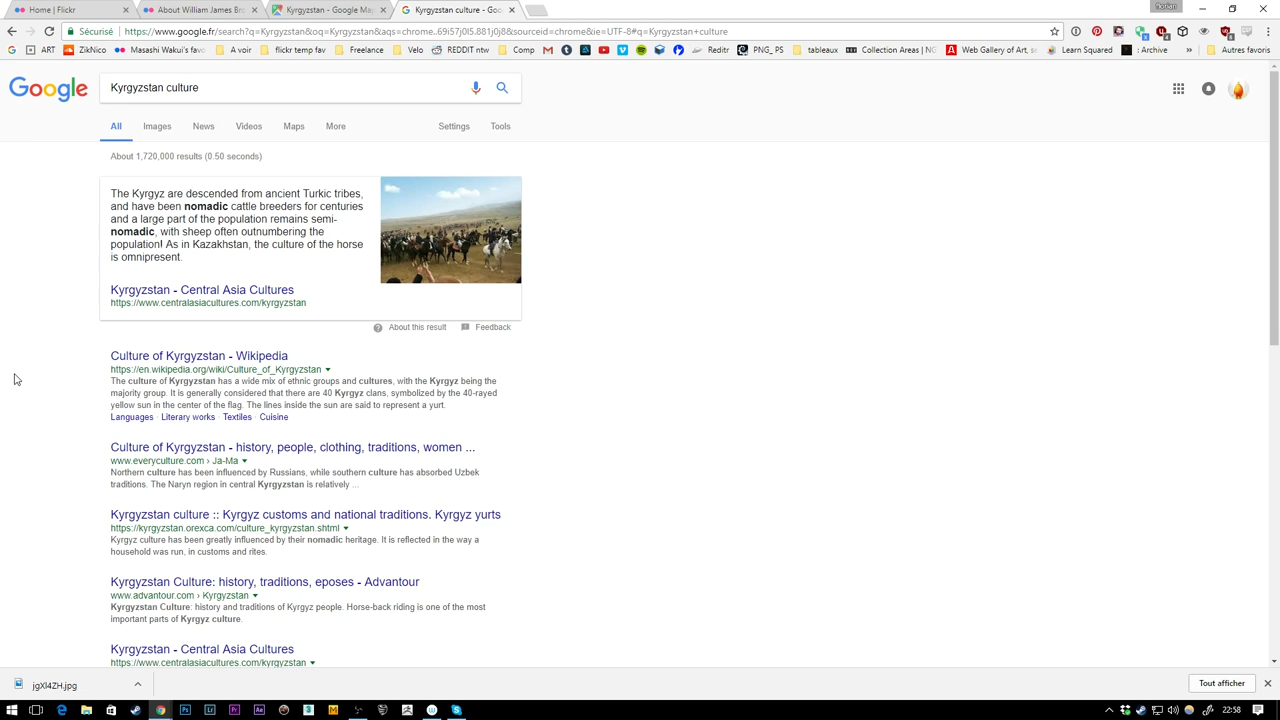 Home | Flickr
About William James Br
Kyrgyzstan - Google Ma
Kyrgyzstan culture - Goo
florian
Sécurisé
https://www.google.fr/search?q=Kyrgyzstan&oq=Kyrgyzstan&aqs=chrome..69i57j0l5.881j0j8&sourceid=chrome&ie=UTF-8#q=Kyrgyzstan+culture
ART ZikNico Masashi Wakui's favo A voir flickr temp fav Freelance Velo REDDIT ntw Comp Reditr PNG_PS tableaux Collection Areas | NG Web Gallery of Art, s Learn Squared : Archive » Autres favoris
Google
Kyrgyzstan culture
All Images News Videos Maps More Settings Tools
About 1,720,000 results (0.50 seconds)
The Kyrgyz are descended from ancient Turkic tribes,
and have been nomadic cattle breeders for centuries
and a large part of the population remains semi-
nomadic, with sheep often outnumbering the
population! As in Kazakhstan, the culture of the horse
is omnipresent.
Kyrgyzstan - Central Asia Cultures
https://www.centralasiacultures.com/kyrgyzstan
About this result Feedback
Culture of Kyrgyzstan - Wikipedia
https://en.wikipedia.org/wiki/Culture_of_Kyrgyzstan
The culture of Kyrgyzstan has a wide mix of ethnic groups and cultures, with the Kyrgyz being the
majority group. It is generally considered that there are 40 Kyrgyz clans, symbolized by the 40-rayed
yellow sun in the center of the flag. The lines inside the sun are said to represent a yurt.
Languages · Literary works · Textiles · Cuisine
Culture of Kyrgyzstan - history, people, clothing, traditions, women ...
www.everyculture.com › Ja-Ma
Northern culture has been influenced by Russians, while southern culture has absorbed Uzbek
traditions. The Naryn region in central Kyrgyzstan is relatively ...
Kyrgyzstan culture :: Kyrgyz customs and national traditions. Kyrgyz yurts
https://kyrgyzstan.orexca.com/culture_kyrgyzstan.shtml
Kyrgyz culture has been greatly influenced by their nomadic heritage. It is reflected in the way a
household was run, in customs and rites.
Kyrgyzstan Culture: history, traditions, eposes - Advantour
www.advantour.com › Kyrgyzstan
Kyrgyzstan Culture: history and traditions of Kyrgyz people. Horse-back riding is one of the most
important parts of Kyrgyz culture.
Kyrgyzstan - Central Asia Cultures
https://www.centralasiacultures.com/kyrgyzstan
jgXl4ZH.jpg
Tout afficher
22:58